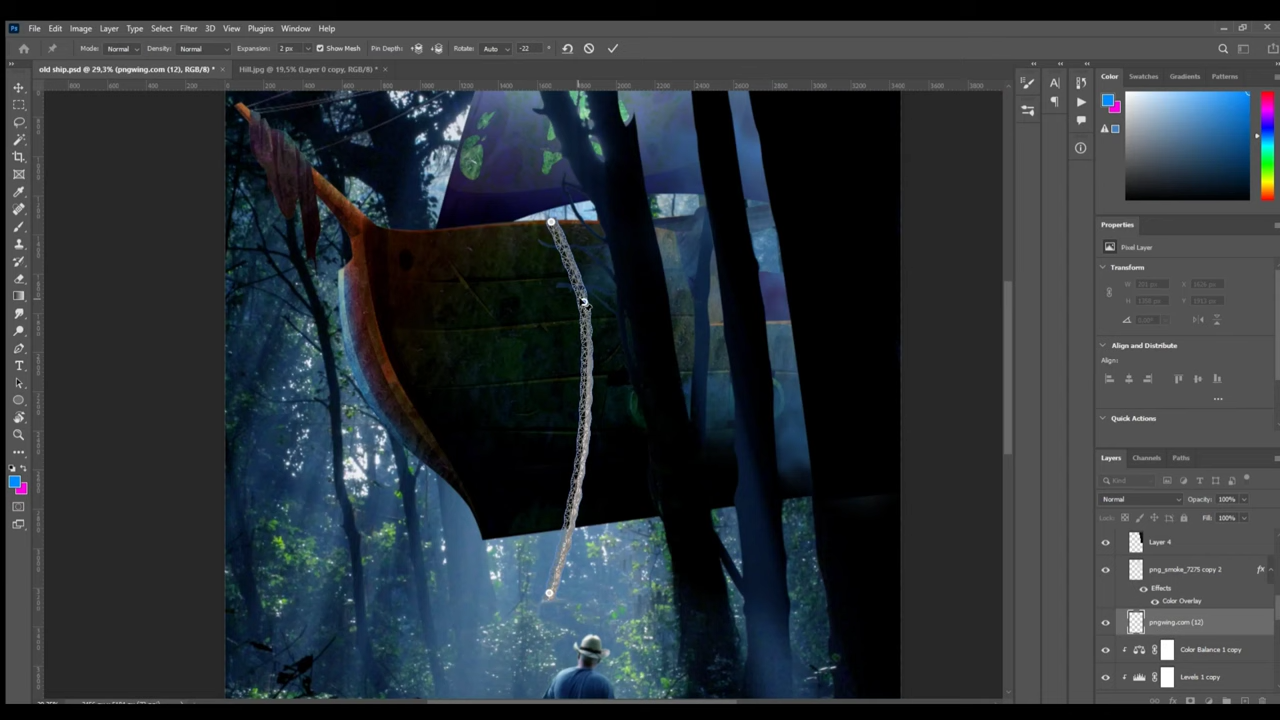 Ps File Edit Image Layer Type Select Filter 3D View Plugins Window Help
Mode: Normal Density: Normal Expansion: 2 px Show Mesh Pin Depth: Rotate: Auto -22 °
old ship.psd @ 29,3% (pngwing.com (12), RGB/8) * × Hill.jpg @ 19,5% (Layer 0 copy, RGB/8) * ×
Color Swatches Gradients Patterns
Properties
Pixel Layer
Transform
Align and Distribute
Align:
Quick Actions
Layers Channels Paths
Kind
Normal Opacity: 100%
Lock: Fill: 100%
Layer 4
png_smoke_7275 copy 2 fx
Effects
Color Overlay
pngwing.com (12)
Color Balance 1 copy
Levels 1 copy